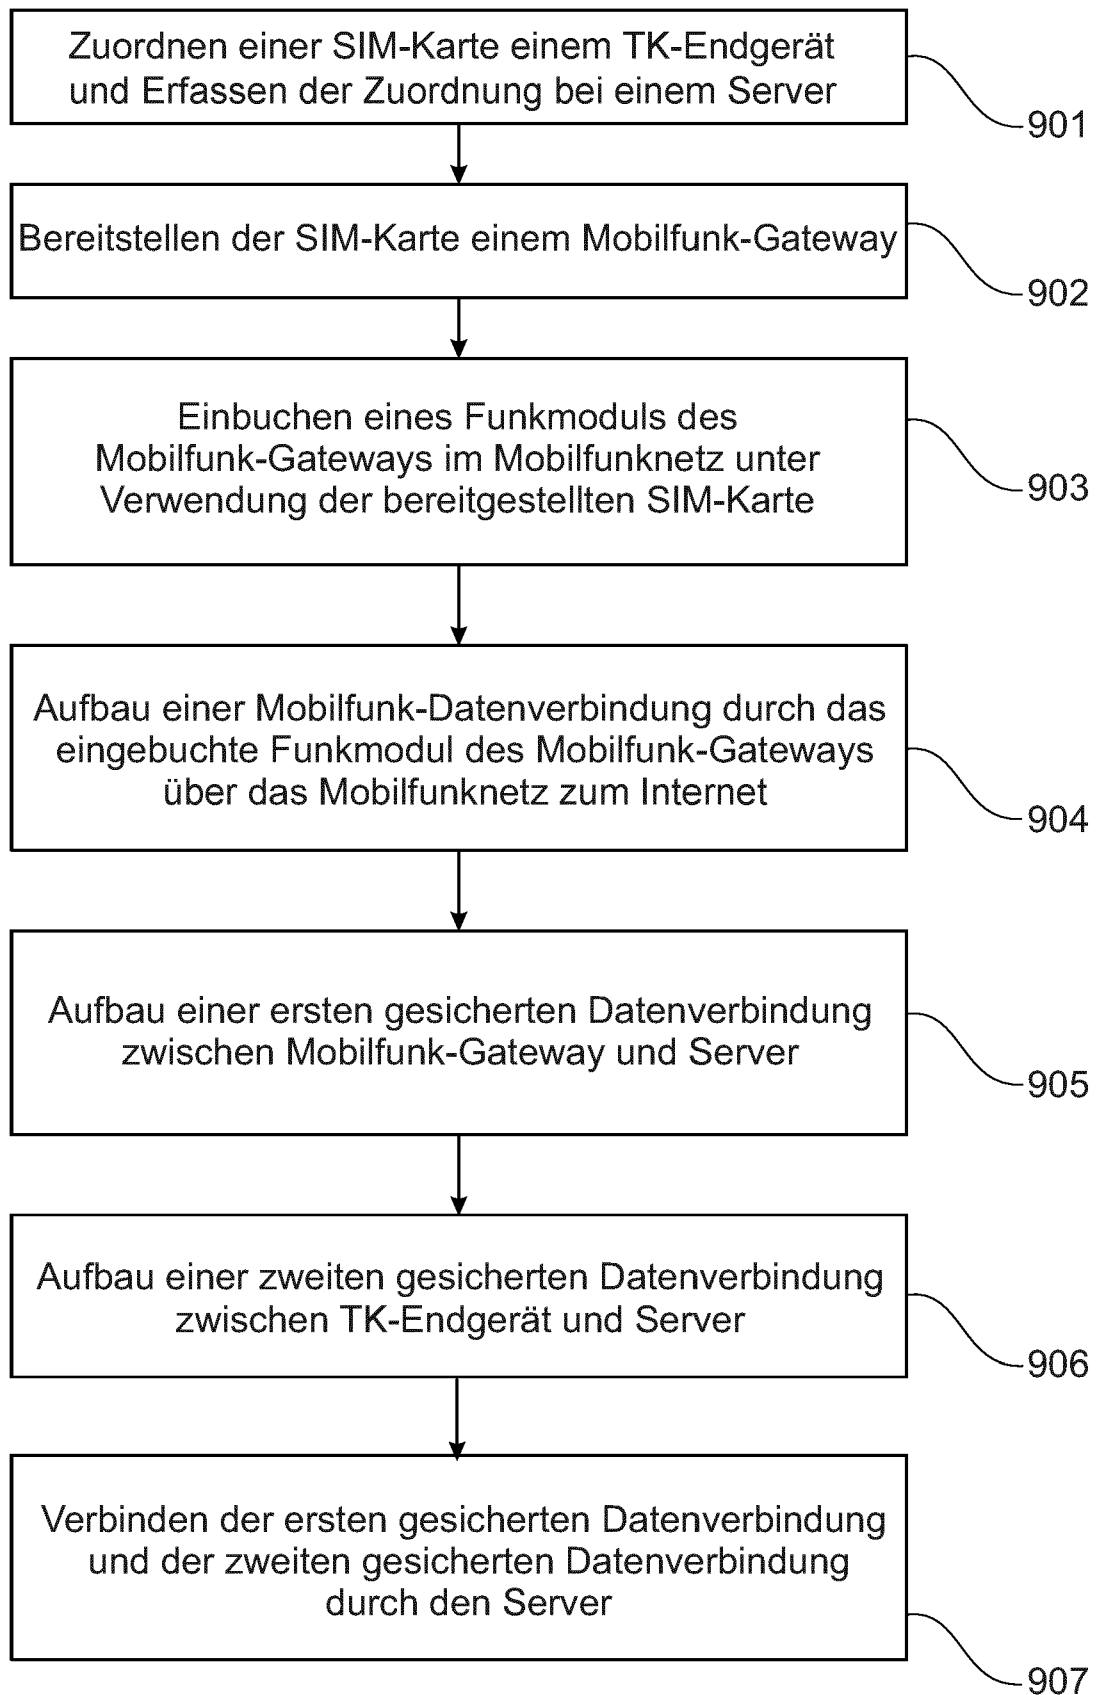 Zuordnen einer SIM-Karte einem TK-Endgerät
und Erfassen der Zuordnung bei einem Server
901
Bereitstellen der SIM-Karte einem Mobilfunk-Gateway
902
Einbuchen eines Funkmoduls des
Mobilfunk-Gateways im Mobilfunknetz unter
Verwendung der bereitgestellten SIM-Karte
903
Aufbau einer Mobilfunk-Datenverbindung durch das
eingebuchte Funkmodul des Mobilfunk-Gateways
über das Mobilfunknetz zum Internet
904
Aufbau einer ersten gesicherten Datenverbindung
zwischen Mobilfunk-Gateway und Server
905
Aufbau einer zweiten gesicherten Datenverbindung
zwischen TK-Endgerät und Server
906
Verbinden der ersten gesicherten Datenverbindung
und der zweiten gesicherten Datenverbindung
durch den Server
907